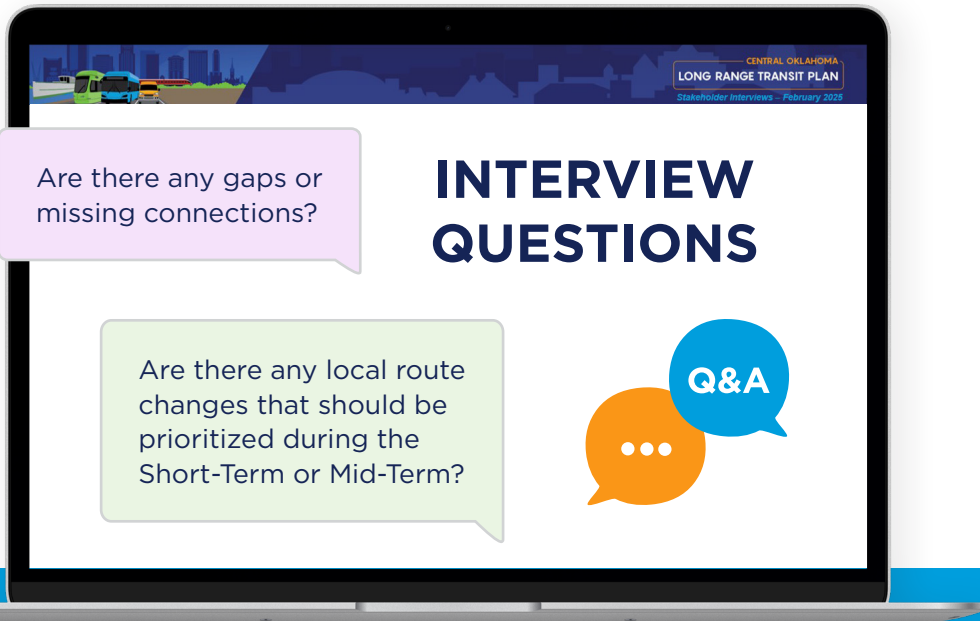 CENTRAL OKLAHOMA
LONG RANGE TRANSIT PLAN
Stakeholder Interviews – February 2025
Are there any gaps or
missing connections?
INTERVIEW
QUESTIONS
Are there any local route
changes that should be
prioritized during the
Short-Term or Mid-Term?
Q&A